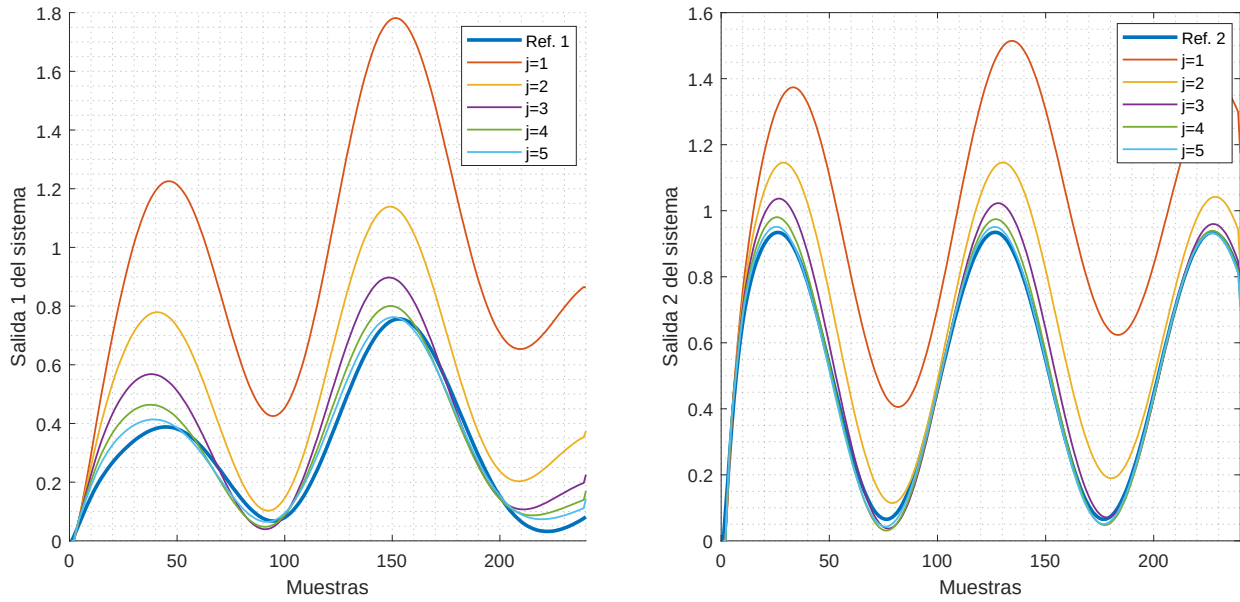 1.8
1.6
1.4
1.2
1
0.8
0.6
0.4
0.2
0
0 50 100 150 200
Muestras
Salida 1 del sistema
Ref. 1
j=1
j=2
j=3
j=4
j=5
1.6
1.4
1.2
1
0.8
0.6
0.4
0.2
0
0 50 100 150 200
Muestras
Salida 2 del sistema
Ref. 2
j=1
j=2
j=3
j=4
j=5